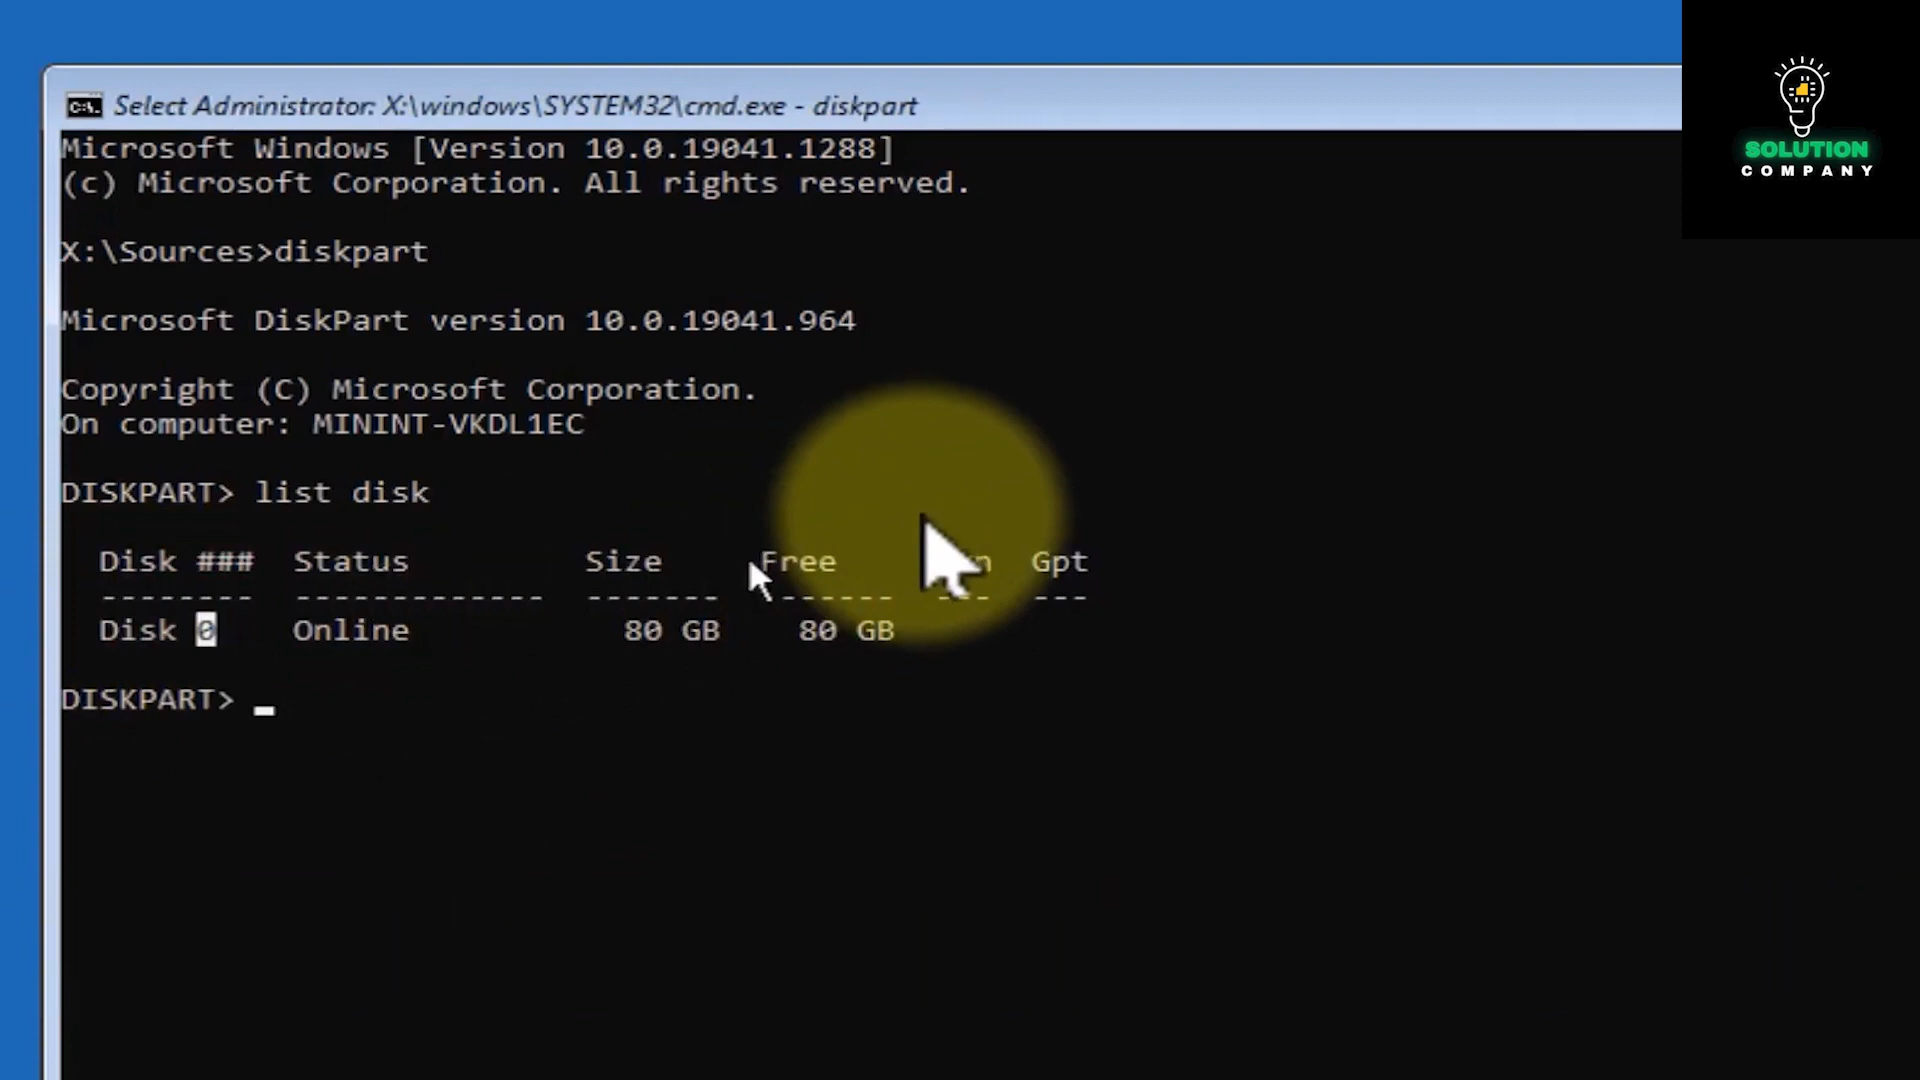 SOLUTION
COMPANY
Select Administrator: X:\windows\SYSTEM32\cmd.exe - diskpart
Microsoft Windows [Version 10.0.19041.1288]
(c) Microsoft Corporation. All rights reserved.
X:\Sources>diskpart
Microsoft DiskPart version 10.0.19041.964
Copyright (C) Microsoft Corporation.
On computer: MININT-VKDL1EC
DISKPART> list disk
Disk ### Status Size Free Gpt
-------- ------------- ------- ------- --- ---
Disk 0 Online 80 GB 80 GB
DISKPART> _